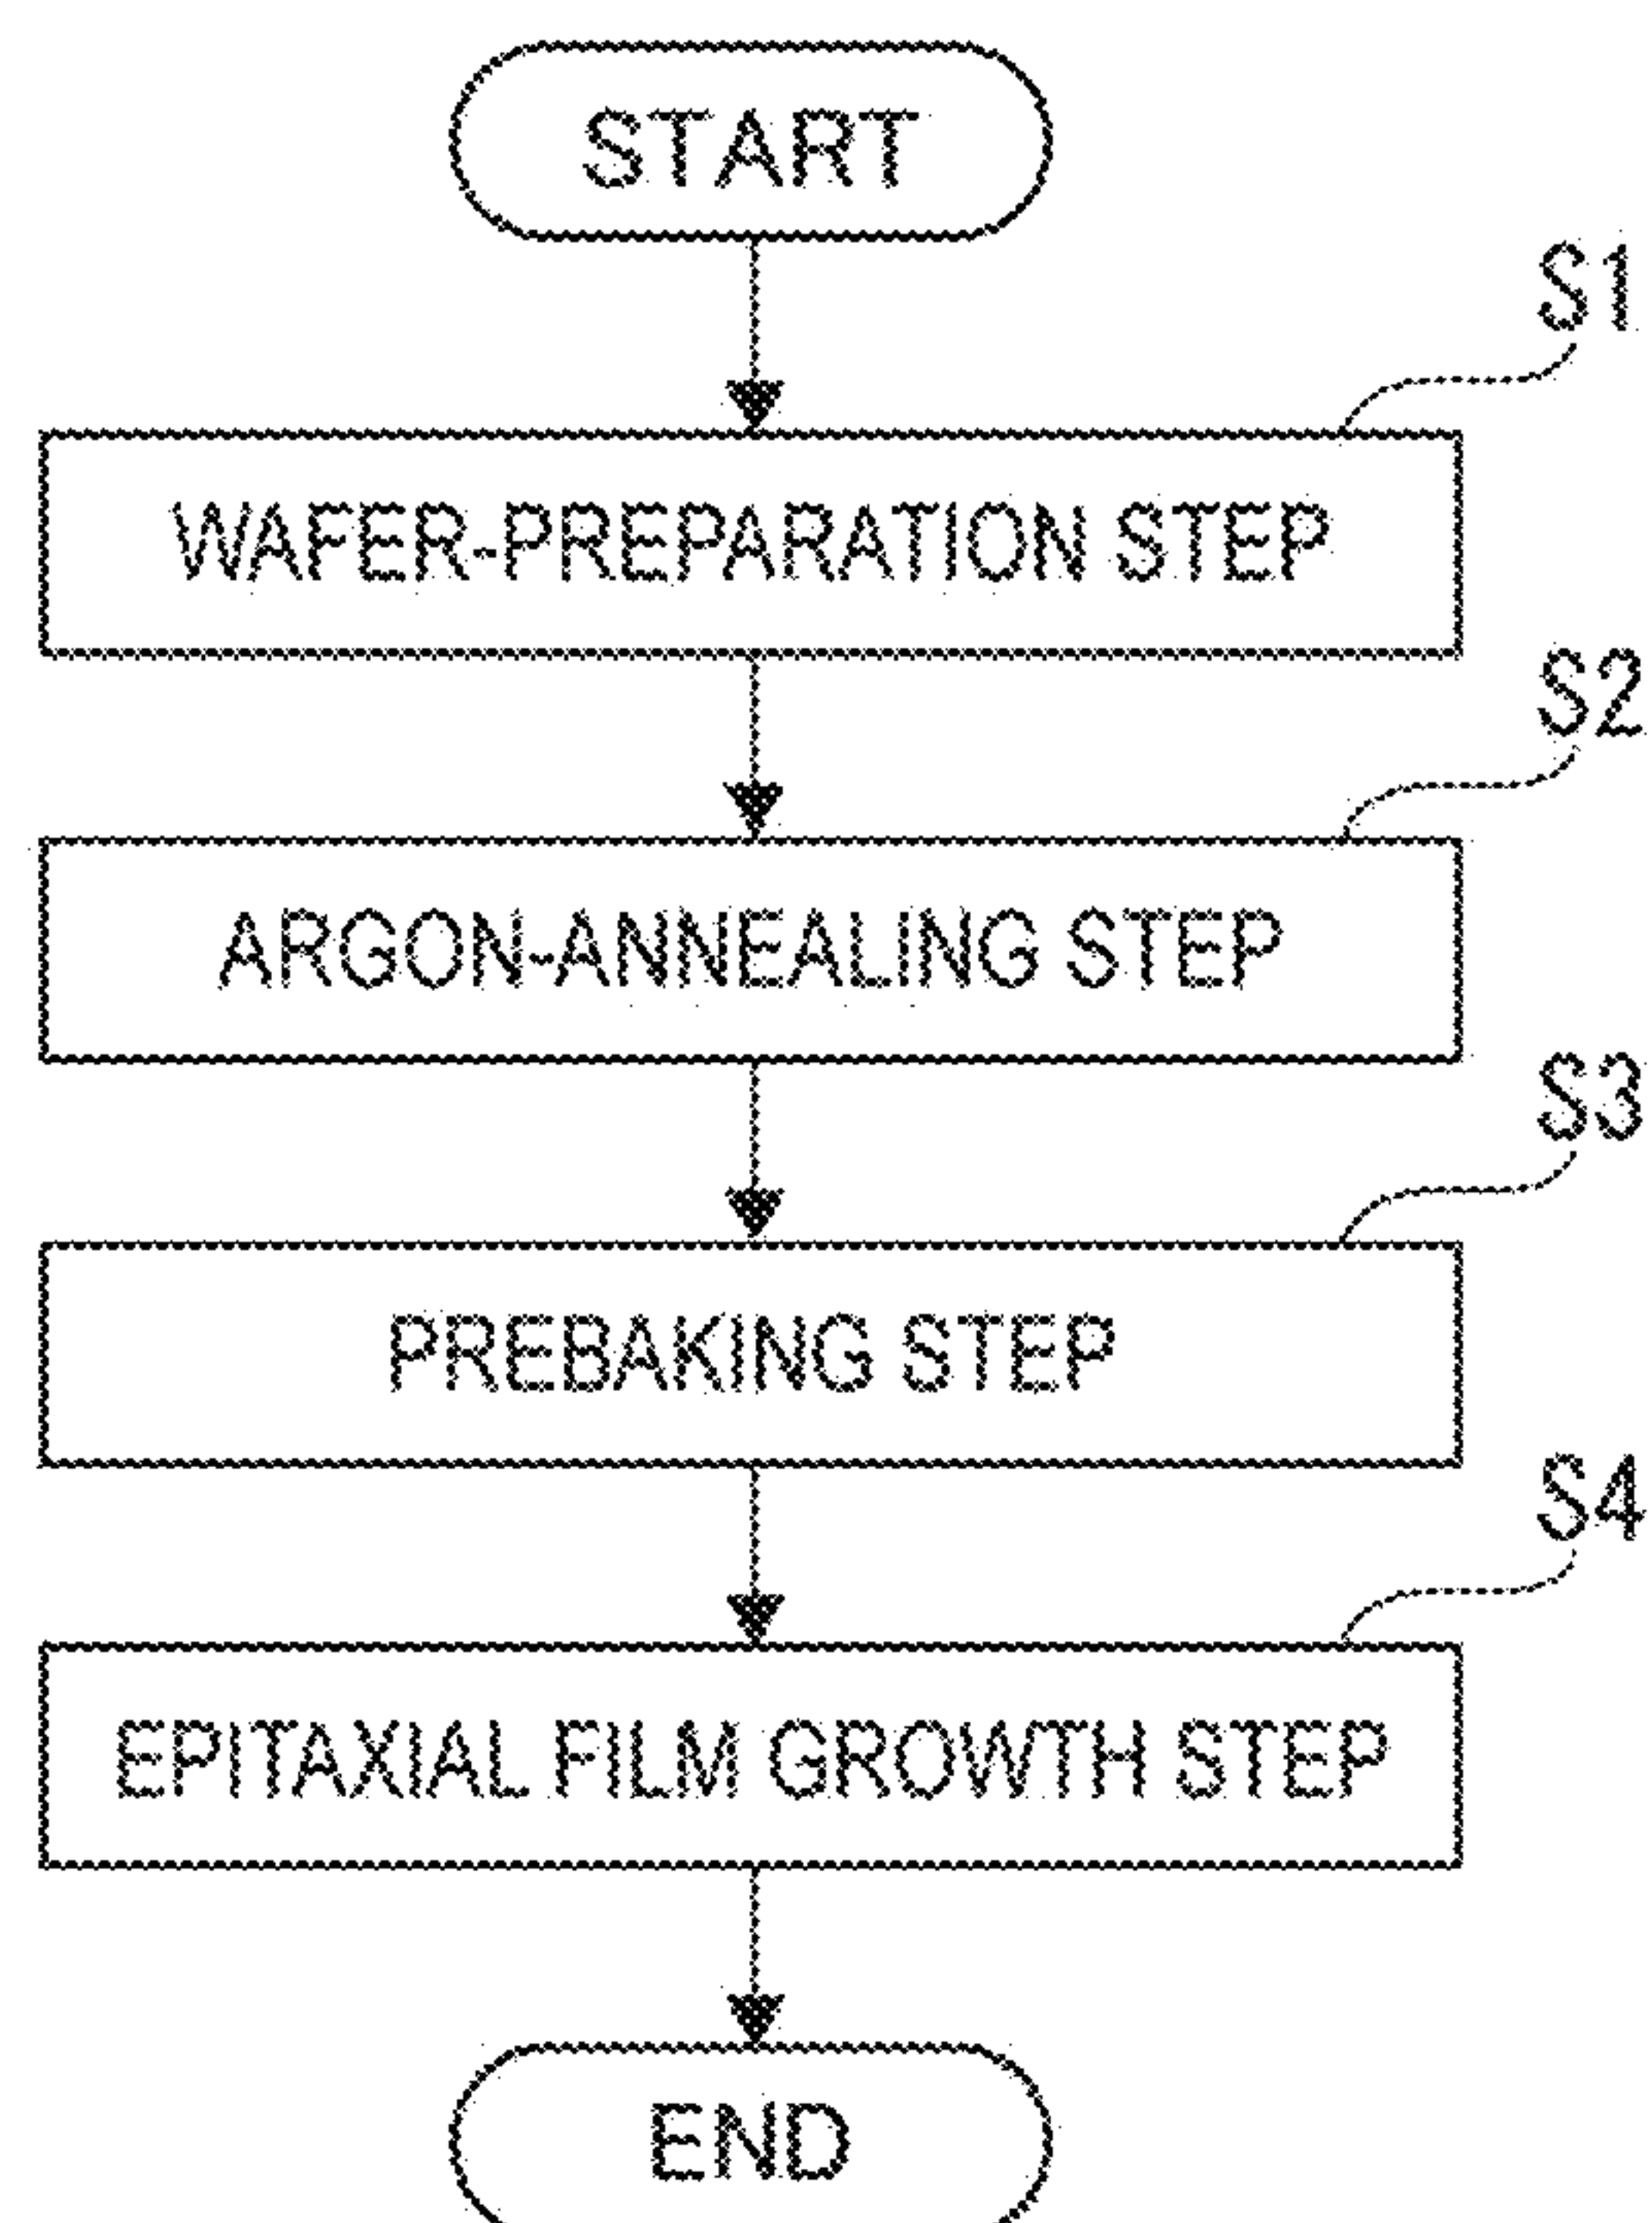 START
S1
WAFER-PREPARATION STEP
S2
ARGON-ANNEALING STEP
S3
PREBAKING STEP
S4
EPITAXIAL FILM GROWTH STEP
END